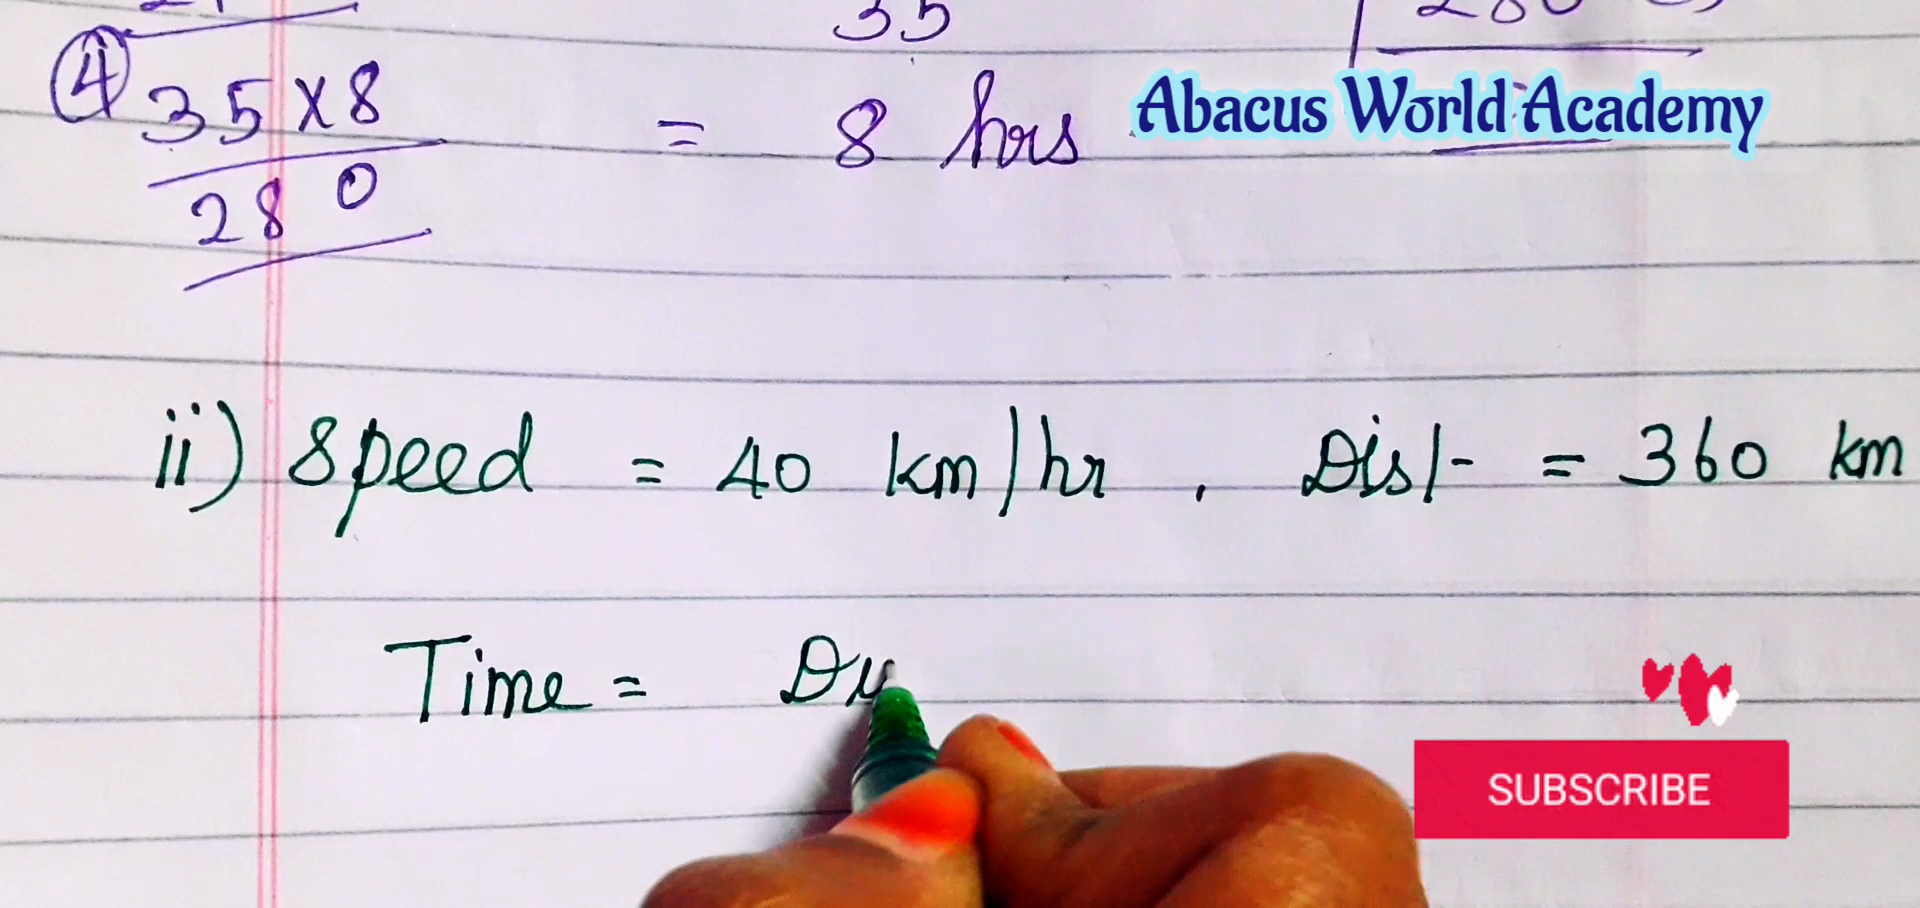 35
④ 35 x 8
280
= 8 hrs
Abacus World Academy
ii) Speed = 40 km/hr , Dist = 360 km
Time =
SUBSCRIBE